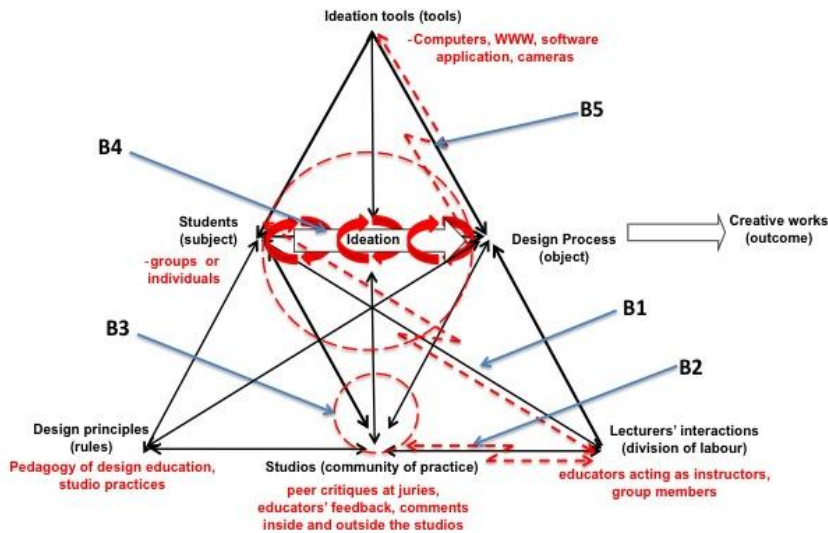 Ideation tools (tools)
-Computers, WWW, software
application, cameras
B5
B4
Students
(subject)
Ideation
Design Process
(object)
Creative works
(outcome)
-groups or
individuals
B3
B1
B2
Design principles
(rules)
Lecturers' interactions
(division of labour)
Pedagogy of design education,
studio practices
Studios (community of practice)
educators acting as instructors,
group members
peer critiques at juries,
educators' feedback, comments
inside and outside the studios